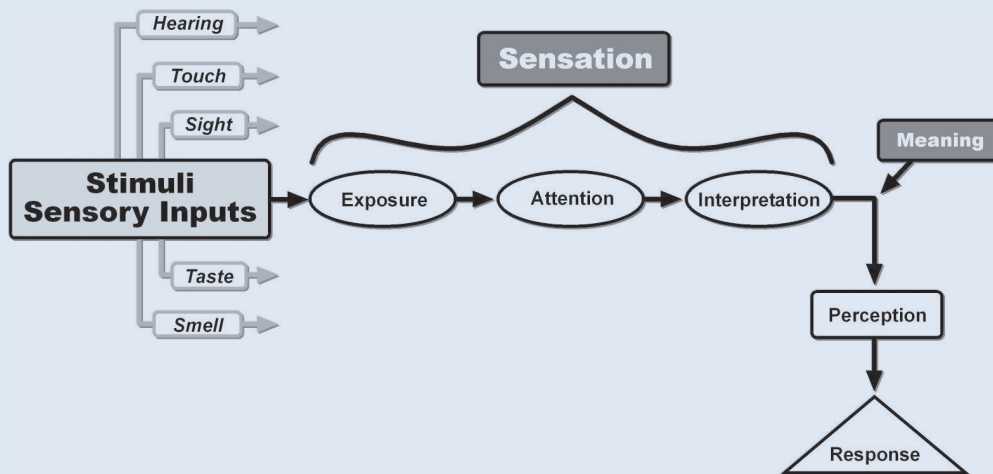 Hearing
Touch
Sight
Stimuli
Sensory Inputs
Taste
Smell
Sensation
Exposure
Attention
Interpretation
Meaning
Perception
Response